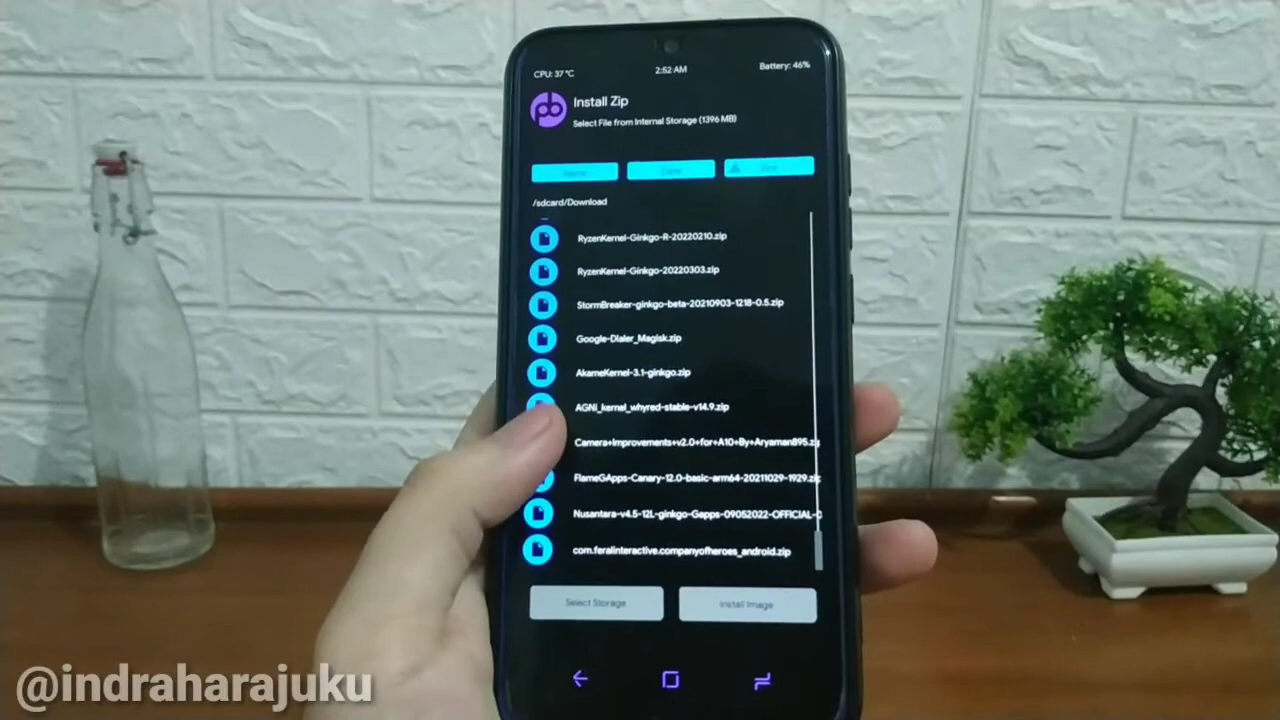 CPU: 37 °C 2:52 AM Battery: 46%
pb
Install Zip
Select File from Internal Storage (1396 MB)
Name Date Size
/sdcard/Download
RyzenKernel-Ginkgo-R-20220210.zip
RyzenKernel-Ginkgo-20220303.zip
StormBreaker-ginkgo-beta-20210903-1218-0.5.zip
Google-Dialer_Magisk.zip
AkameKernel-3.1-ginkgo.zip
AGNi_kernel_whyred-stable-v14.9.zip
Camera+Improvements+v2.0+for+A10+By+Aryaman895.zip
FlameGApps-Canary-12.0-basic-arm64-20211029-1929.zip
Nusantara-v4.5-12L-ginkgo-Gapps-09052022-OFFICIAL-0
com.feralinteractive.companyofheroes_android.zip
Select Storage Install Image
@indraharajuku